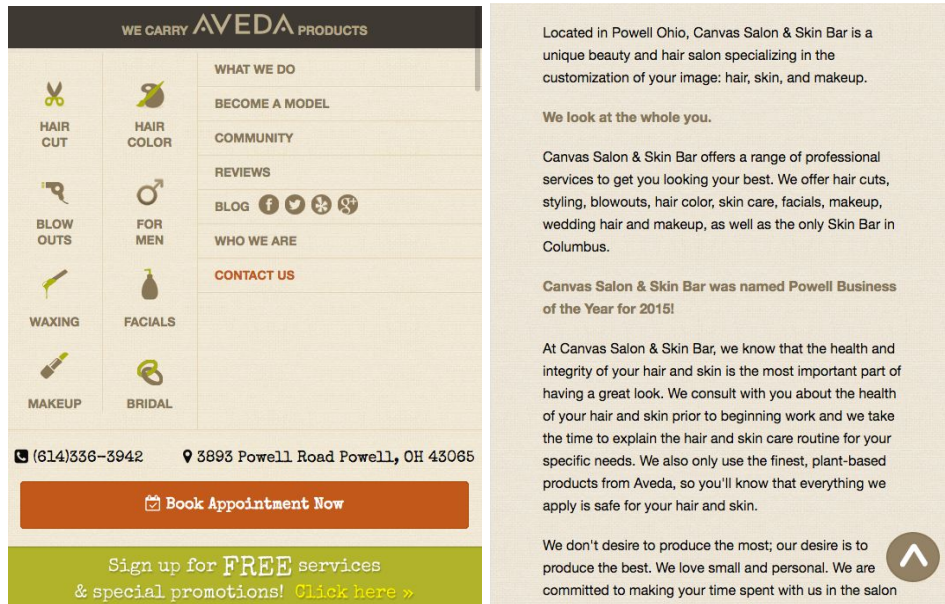 WE CARRY AVEDA PRODUCTS
HAIR
CUT
HAIR
COLOR
BLOW
OUTS
FOR
MEN
WAXING
FACIALS
MAKEUP
BRIDAL
WHAT WE DO
BECOME A MODEL
COMMUNITY
REVIEWS
BLOG f g+
WHO WE ARE
CONTACT US
(614)336-3942 3893 Powell Road Powell, OH 43065
Book Appointment Now
Sign up for FREE services
& special promotions! Click here »
Located in Powell Ohio, Canvas Salon & Skin Bar is a
unique beauty and hair salon specializing in the
customization of your image: hair, skin, and makeup.
We look at the whole you.
Canvas Salon & Skin Bar offers a range of professional
services to get you looking your best. We offer hair cuts,
styling, blowouts, hair color, skin care, facials, makeup,
wedding hair and makeup, as well as the only Skin Bar in
Columbus.
Canvas Salon & Skin Bar was named Powell Business
of the Year for 2015!
At Canvas Salon & Skin Bar, we know that the health and
integrity of your hair and skin is the most important part of
having a great look. We consult with you about the health
of your hair and skin prior to beginning work and we take
the time to explain the hair and skin care routine for your
specific needs. We also only use the finest, plant-based
products from Aveda, so you'll know that everything we
apply is safe for your hair and skin.
We don't desire to produce the most; our desire is to
produce the best. We love small and personal. We are
committed to making your time spent with us in the salon